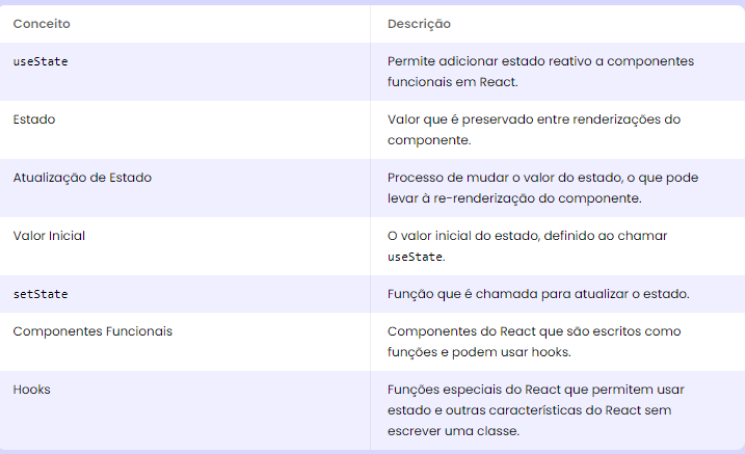 Conceito Descrição
useState Permite adicionar estado reativo a componentes
funcionais em React.
Estado Valor que é preservado entre renderizações do
componente.
Atualização de Estado Processo de mudar o valor do estado, o que pode
levar à re-renderização do componente.
Valor Inicial O valor inicial do estado, definido ao chamar
useState.
setState Função que é chamada para atualizar o estado.
Componentes Funcionais Componentes do React que são escritos como
funções e podem usar hooks.
Hooks Funções especiais do React que permitem usar
estado e outras características do React sem
escrever uma classe.